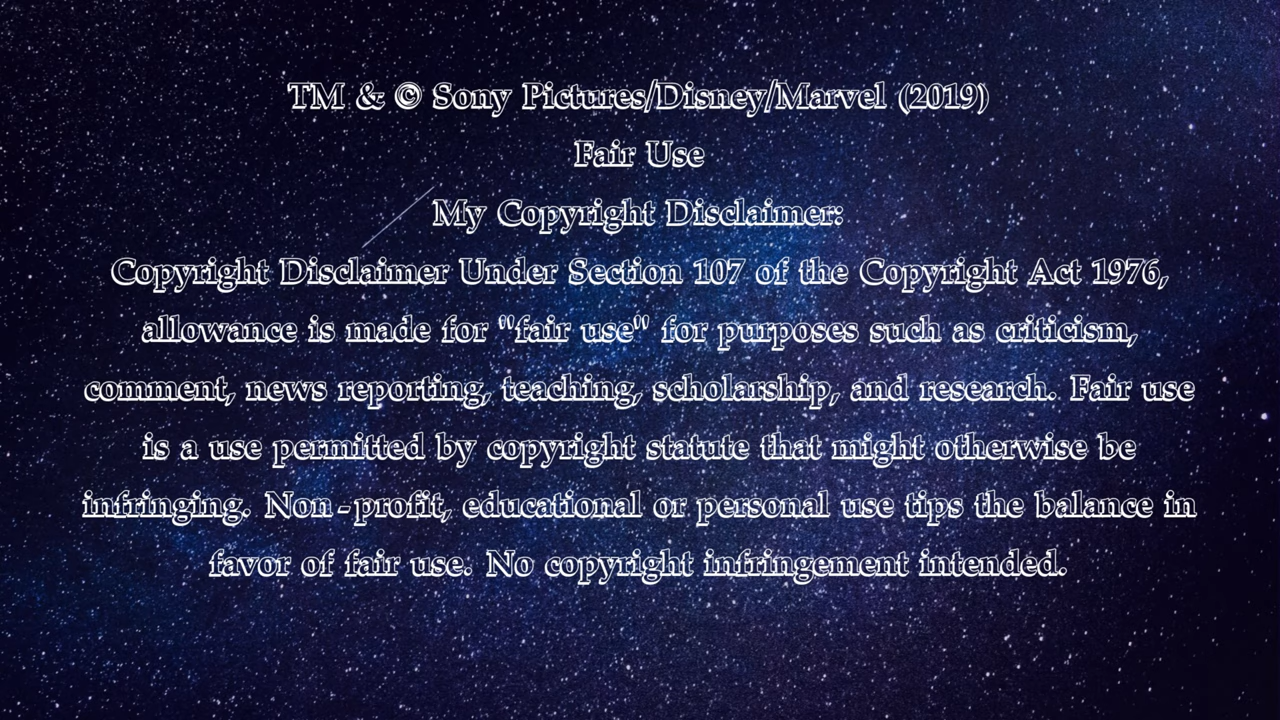 TM & © Sony Pictures/Disney/Marvel (2019)
Fair Use
My Copyright Disclaimer:
Copyright Disclaimer Under Section 107 of the Copyright Act 1976,
allowance is made for "fair use" for purposes such as criticism,
comment, news reporting, teaching, scholarship, and research. Fair use
is a use permitted by copyright statute that might otherwise be
infringing. Non-profit, educational or personal use tips the balance in
favor of fair use. No copyright infringement intended.